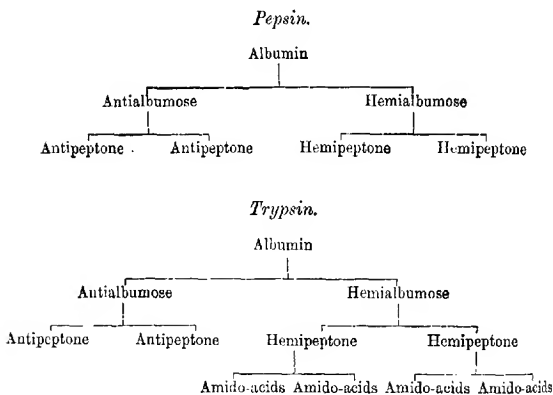 Pepsin.
Albumin
Antialbumose Hemialbumose
Antipeptone Antipeptone Hemipeptone Hemipeptone
Trypsin.
Albumin
Antialbumose Hemialbumose
Antipeptone Antipeptone Hemipeptone Hemipeptone
Amido-acids Amido-acids Amido-acids Amido-acids